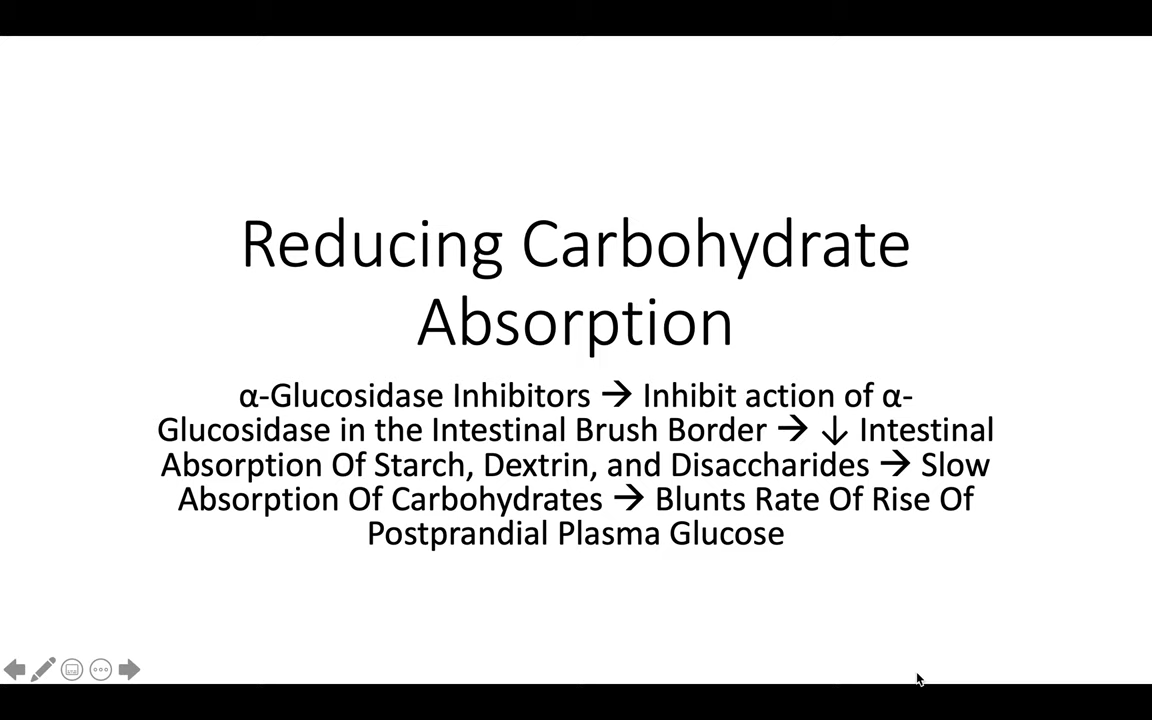 Reducing Carbohydrate
Absorption
α-Glucosidase Inhibitors → Inhibit action of α-
Glucosidase in the Intestinal Brush Border → ↓ Intestinal
Absorption Of Starch, Dextrin, and Disaccharides → Slow
Absorption Of Carbohydrates → Blunts Rate Of Rise Of
Postprandial Plasma Glucose